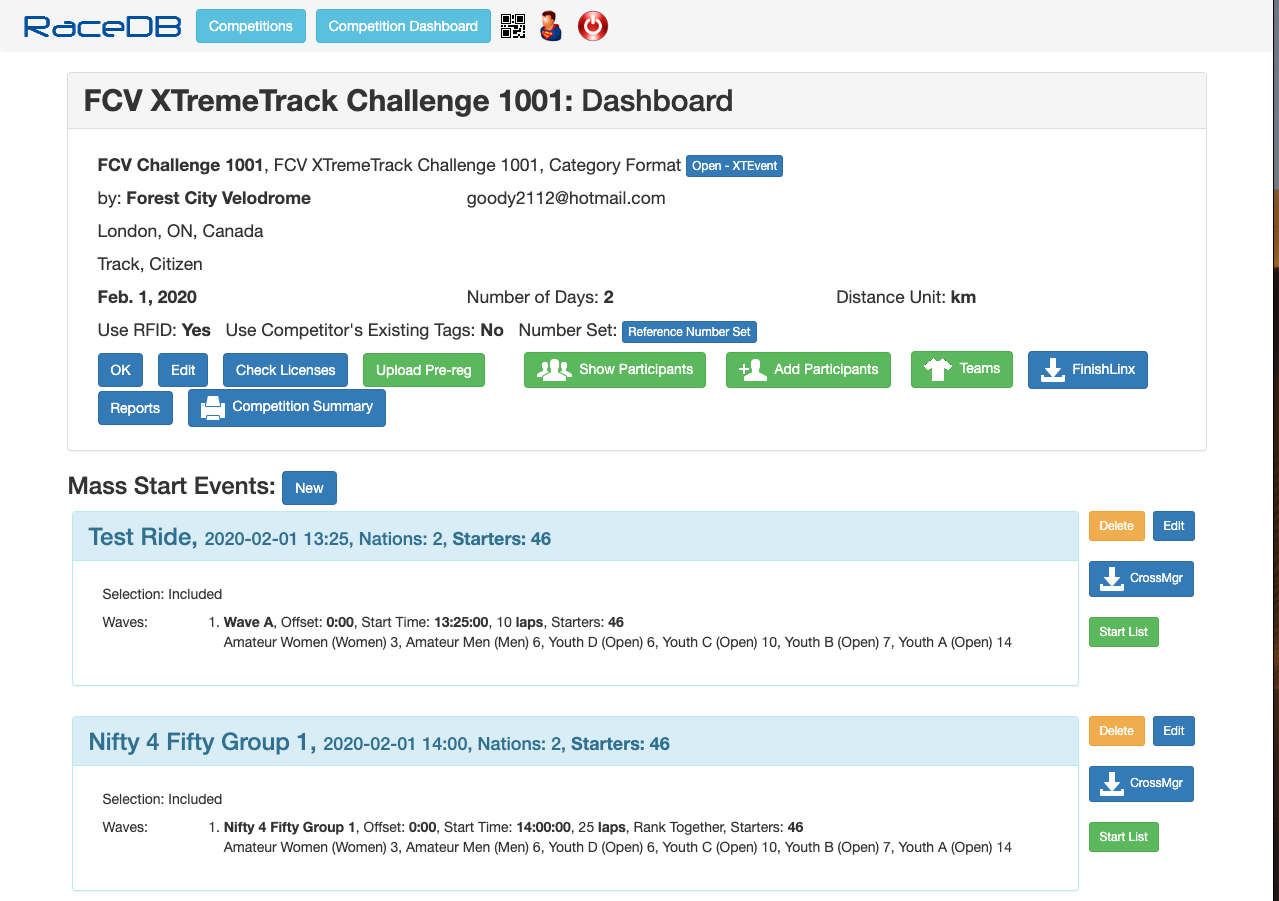 RaceDB Competitions Competition Dashboard
FCV XTremeTrack Challenge 1001: Dashboard
FCV Challenge 1001, FCV XTremeTrack Challenge 1001, Category Format Open - XTEvent
by: Forest City Velodrome goody2112@hotmail.com
London, ON, Canada
Track, Citizen
Feb. 1, 2020 Number of Days: 2 Distance Unit: km
Use RFID: Yes Use Competitor's Existing Tags: No Number Set: Reference Number Set
OK Edit Check Licenses Upload Pre-reg Show Participants Add Participants Teams FinishLinx
Reports Competition Summary
Mass Start Events: New
Test Ride, 2020-02-01 13:25, Nations: 2, Starters: 46
Delete Edit
CrossMgr
Start List
Selection: Included
Waves: 1. Wave A, Offset: 0:00, Start Time: 13:25:00, 10 laps, Starters: 46
Amateur Women (Women) 3, Amateur Men (Men) 6, Youth D (Open) 6, Youth C (Open) 10, Youth B (Open) 7, Youth A (Open) 14
Nifty 4 Fifty Group 1, 2020-02-01 14:00, Nations: 2, Starters: 46
Delete Edit
CrossMgr
Start List
Selection: Included
Waves: 1. Nifty 4 Fifty Group 1, Offset: 0:00, Start Time: 14:00:00, 25 laps, Rank Together, Starters: 46
Amateur Women (Women) 3, Amateur Men (Men) 6, Youth D (Open) 6, Youth C (Open) 10, Youth B (Open) 7, Youth A (Open) 14